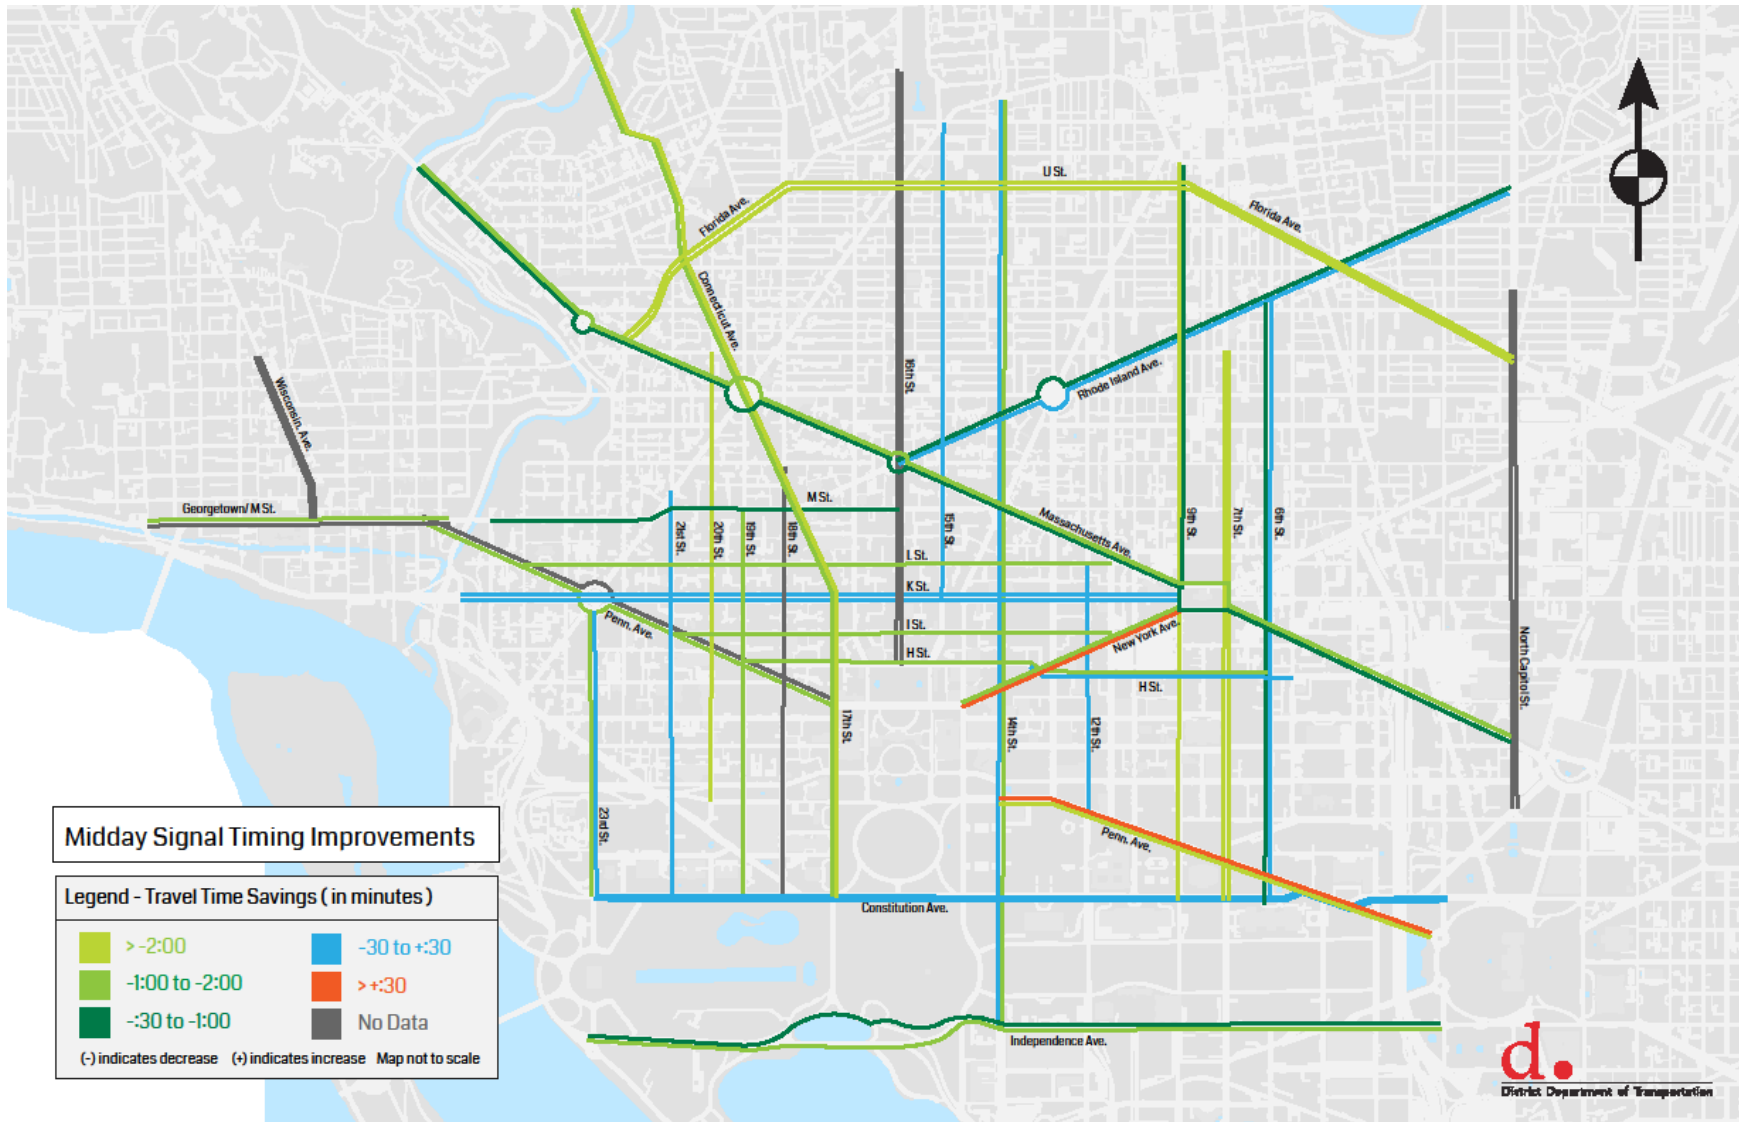 U St.
Florida Ave.
Florida Ave.
Connecticut Ave.
16th St.
Rhode Island Ave.
Wisconsin. Ave.
Georgetown/ M St.
M St.
21st St.
20th St.
19th St.
18th St.
15th St.
Massachusetts Ave.
9th St.
7th St.
6th St.
L St.
K St.
Penn. Ave.
I St.
New York Ave.
H St.
H St.
North Capitol St.
17th St.
14th St.
12th St.
23rd St.
Penn. Ave.
Constitution Ave.
Independence Ave.
Midday Signal Timing Improvements
Legend - Travel Time Savings ( in minutes )
> -2:00
-30 to +:30
-1:00 to -2:00
> +:30
-:30 to -1:00
No Data
(-) indicates decrease (+) indicates increase Map not to scale
d.
District Department of Transportation